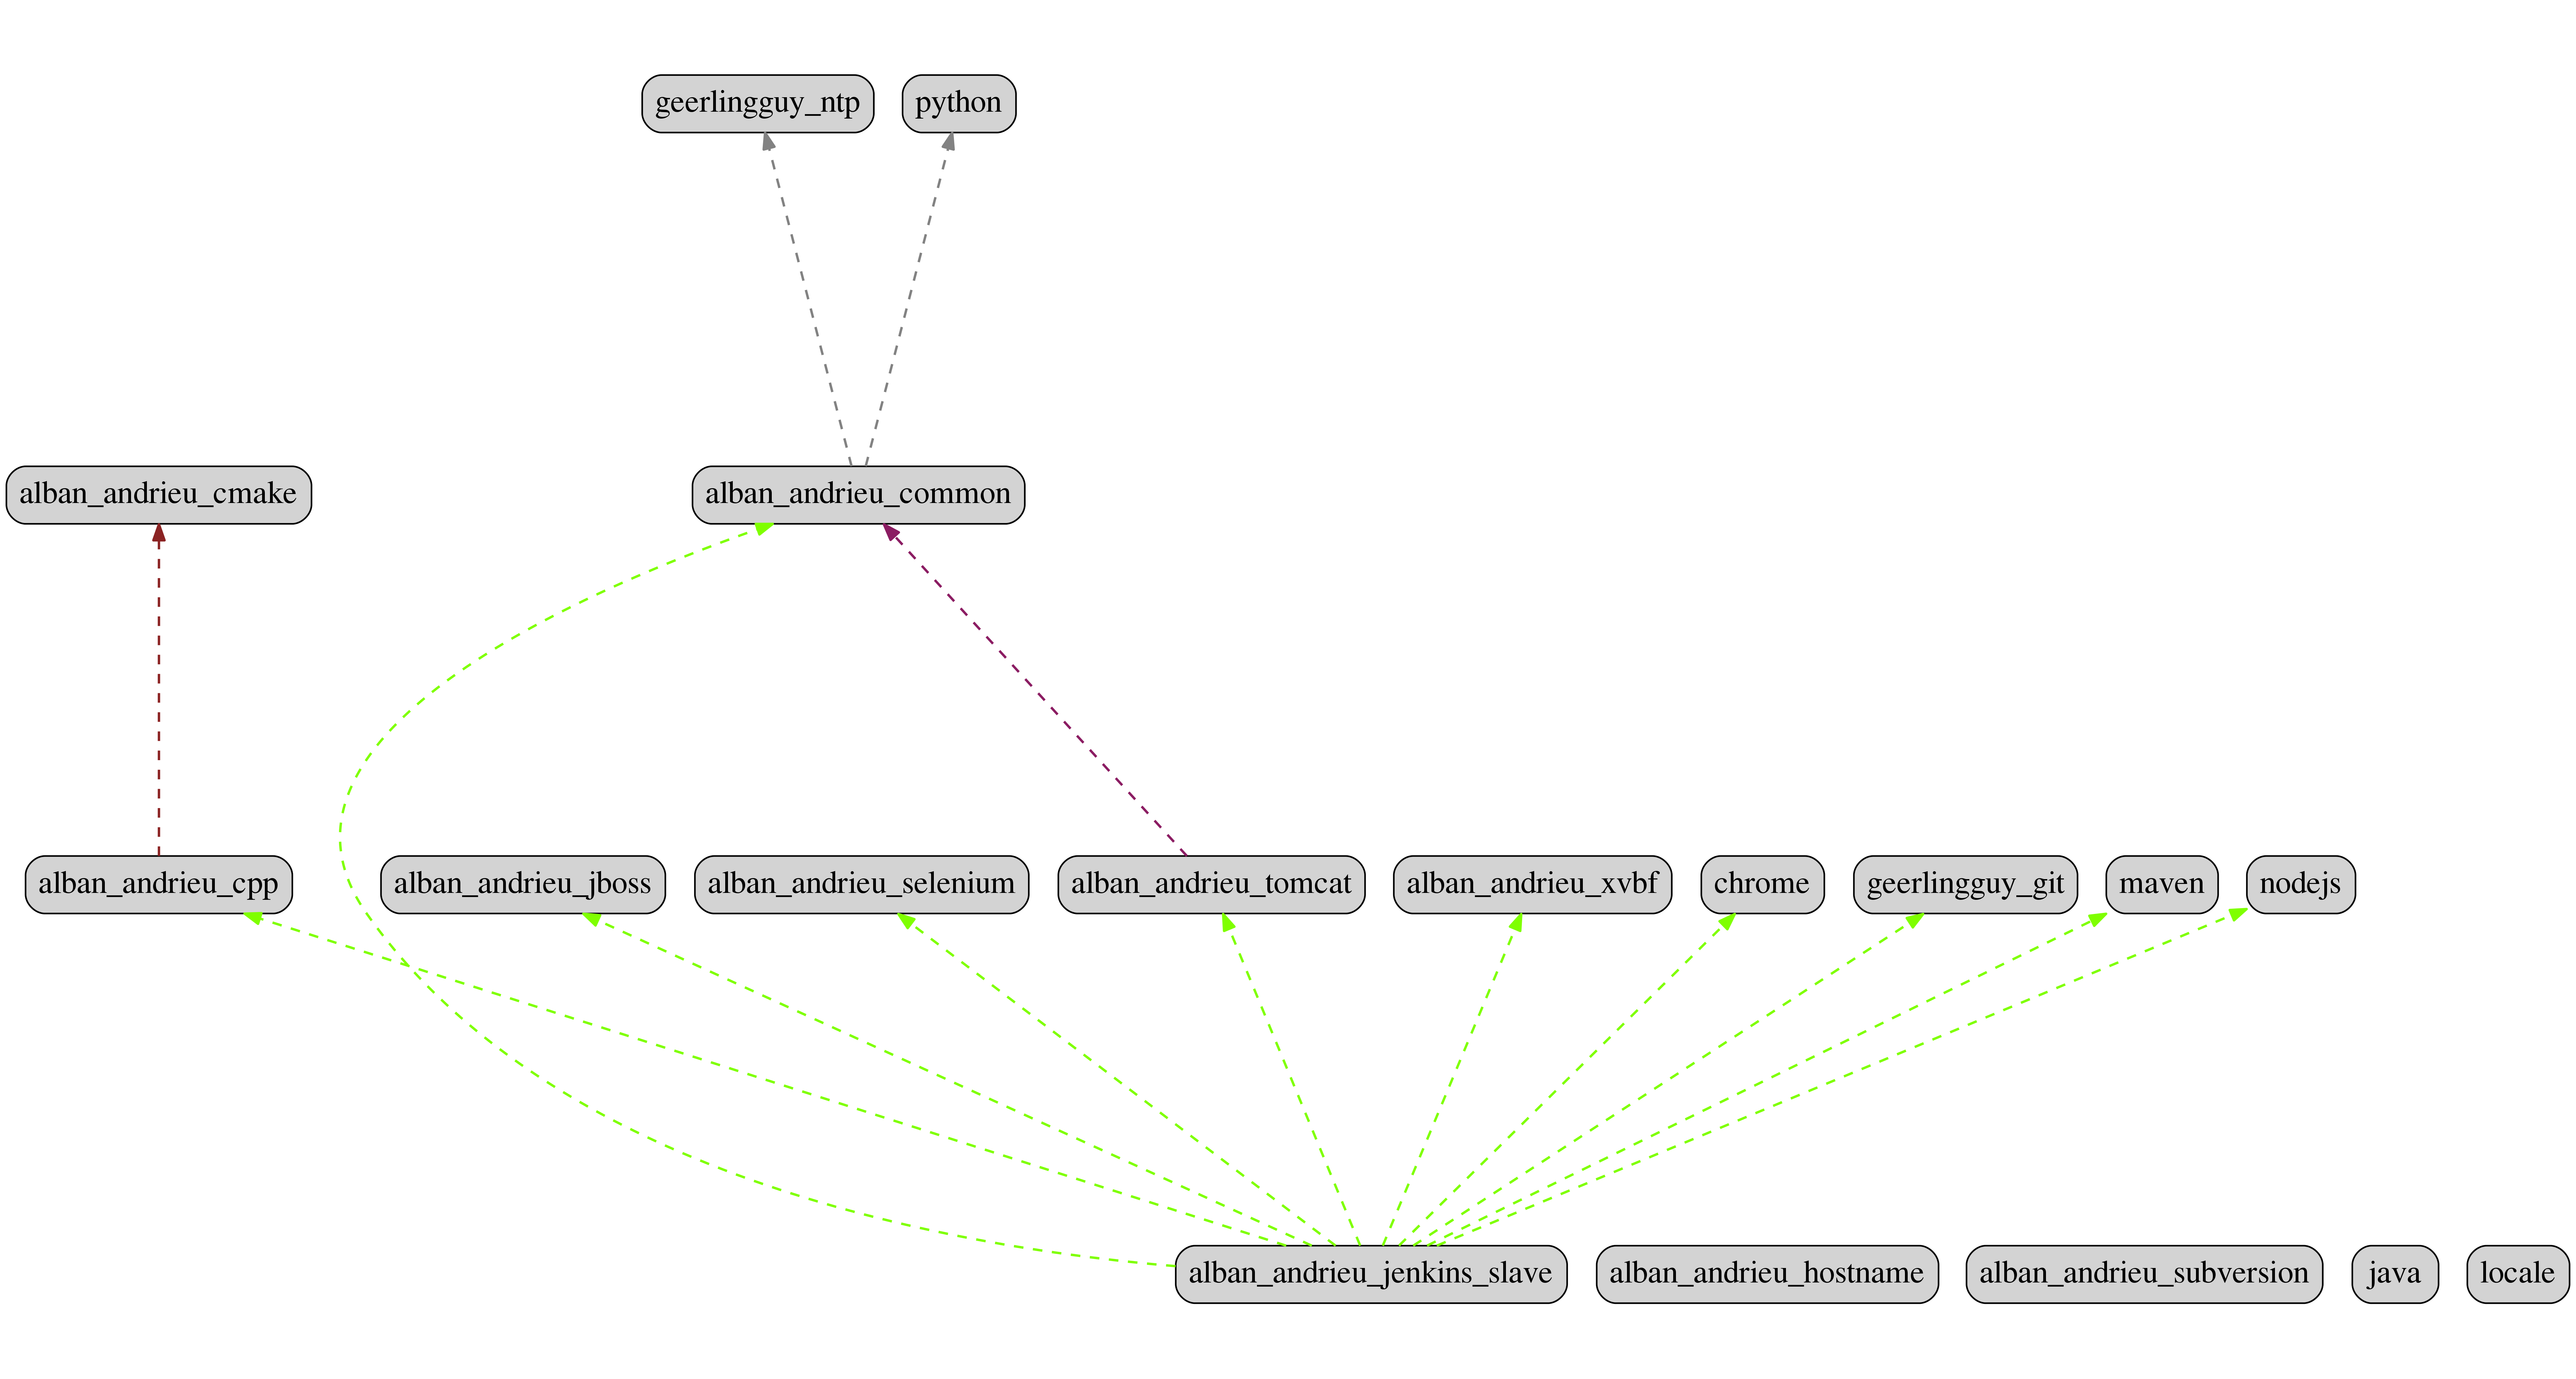 geerlingguy_ntp
python
alban_andrieu_cmake
alban_andrieu_common
alban_andrieu_cpp
alban_andrieu_jboss
alban_andrieu_selenium
alban_andrieu_tomcat
alban_andrieu_xvbf
chrome
geerlingguy_git
maven
nodejs
alban_andrieu_jenkins_slave
alban_andrieu_hostname
alban_andrieu_subversion
java
locale